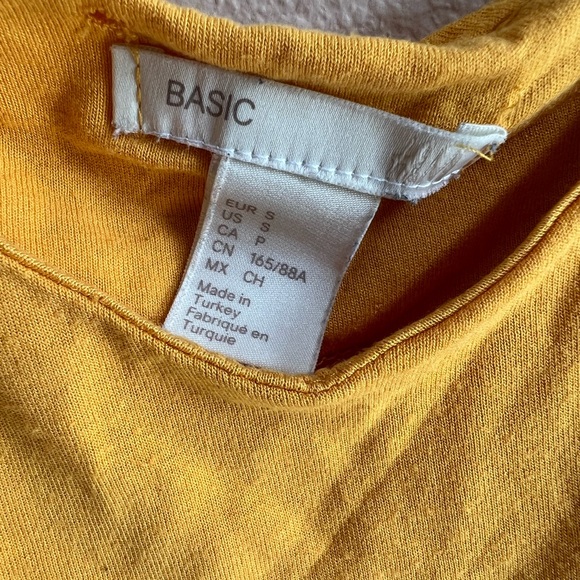 BASIC
EUR S
US S
CA P
CN 165/88A
MX CH
Made in
Turkey
Fabriqué en
Turquie